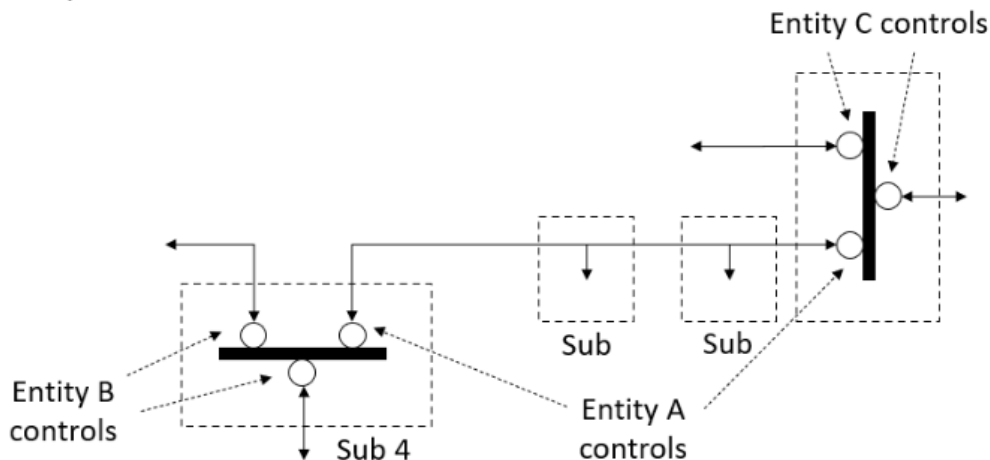 Entity C controls
Sub
Sub
Entity B
controls
Entity A
controls
Sub 4